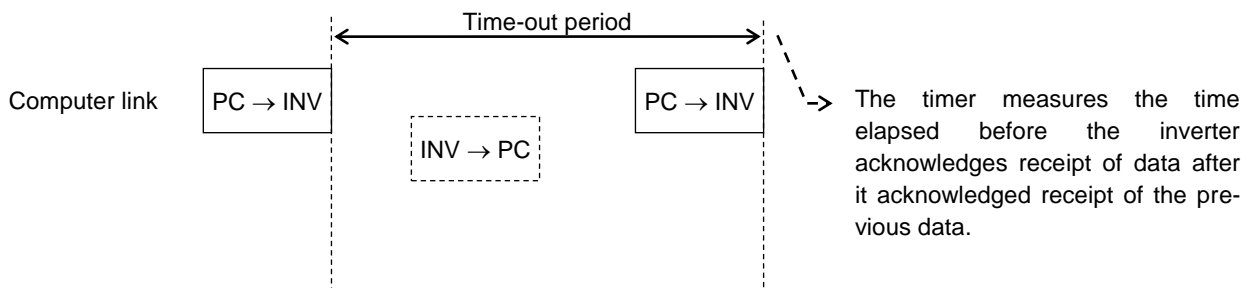 Time-out period
Computer link
PC → INV
INV → PC
PC → INV
The timer measures the time
elapsed before the inverter
acknowledges receipt of data after
it acknowledged receipt of the pre-
vious data.